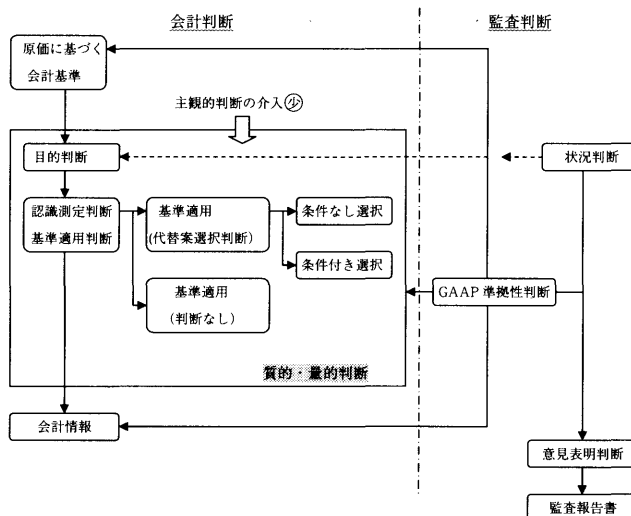 会計判断
監査判断
原価に基づく
会計基準
主観的判断の介入㊛
目的判断
状況判断
認識測定判断
基準適用判断
基準適用
(代替案選択判断)
条件なし選択
条件付き選択
基準適用
(判断なし)
GAAP 準拠性判断
質的・量的判断
会計情報
意見表明判断
監査報告書